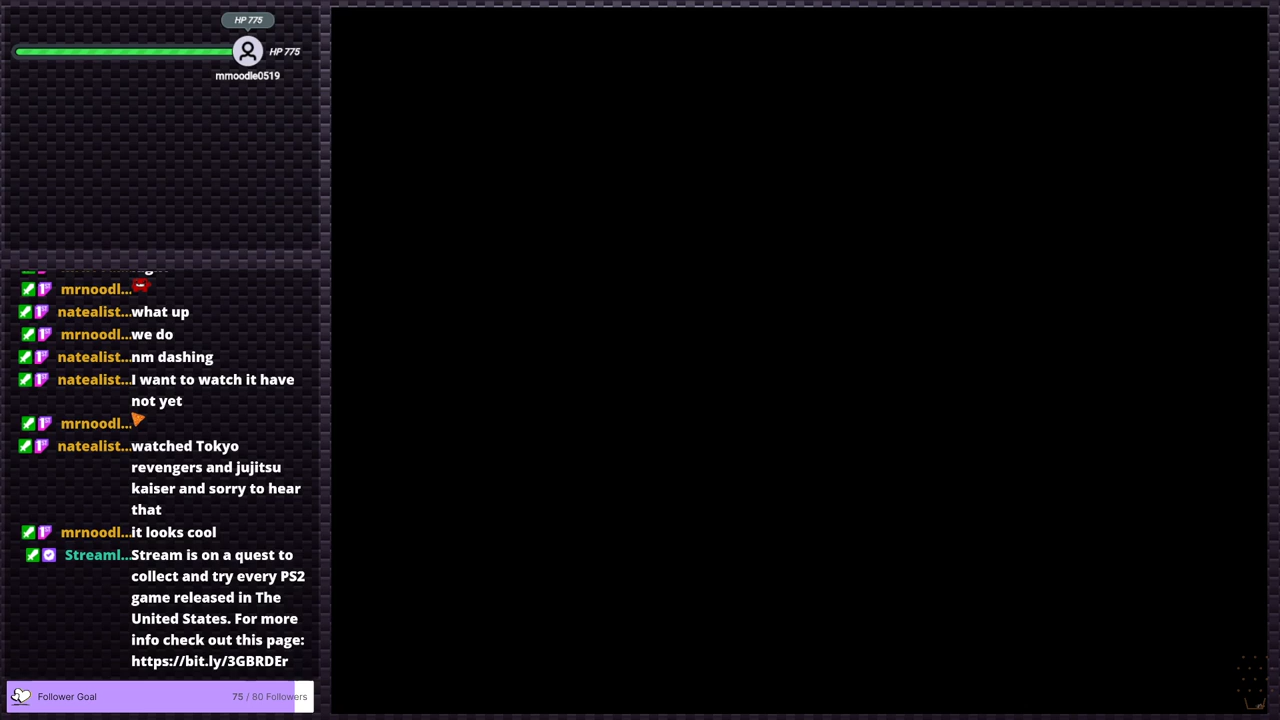 HP 775
HP 775
mrnoodle0519
mrnoodl...
natealist...what up
mrnoodl...we do
natealist...nm dashing
natealist...I want to watch it have
not yet
mrnoodl...
natealist...watched Tokyo
revengers and jujitsu
kaiser and sorry to hear
that
mrnoodl...it looks cool
Streaml...Stream is on a quest to
collect and try every PS2
game released in The
United States. For more
info check out this page:
https://bit.ly/3GBRDEr
Follower Goal 75 / 80 Followers